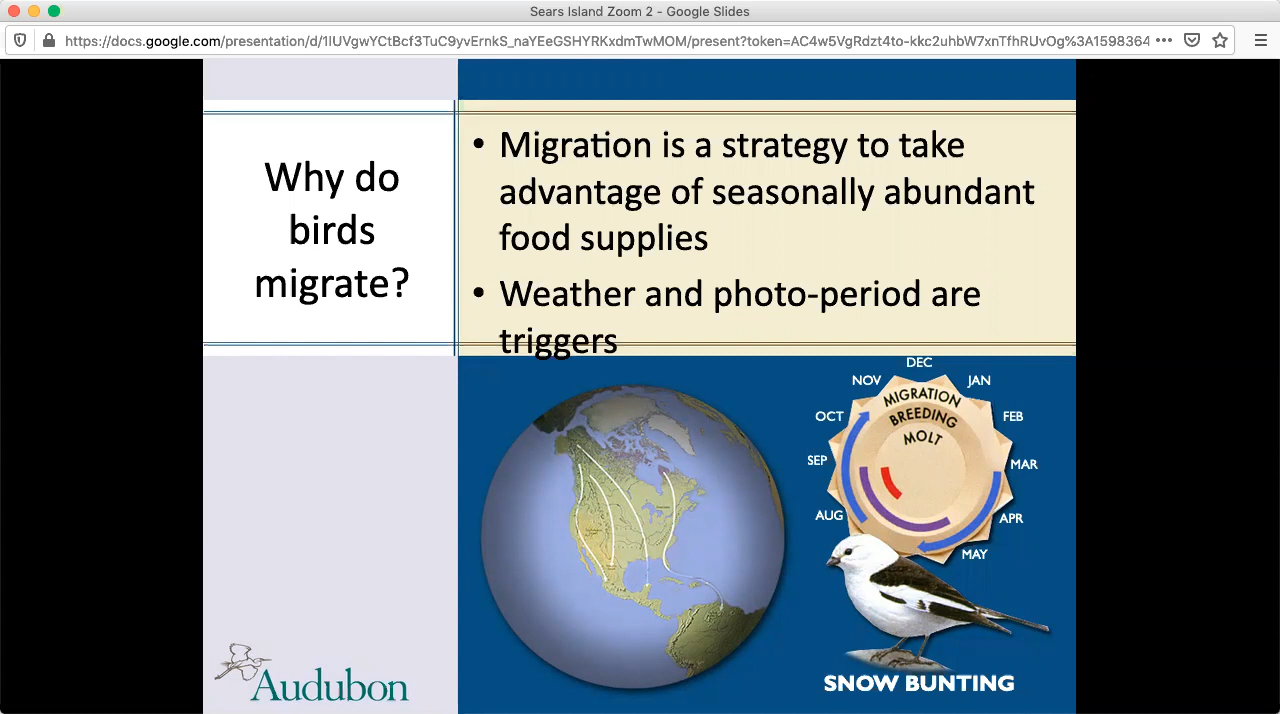 Sears Island Zoom 2 - Google Slides
https://docs.google.com/presentation/d/1IUVgwYCtBcf3TuC9yvErnkS_naYEeGSHYRKxdmTwMOM/present?token=AC4w5VgRdzt4to-kkc2uhbW7xnTfhRUvOg%3A1598364
Why do
birds
migrate?
• Migration is a strategy to take
advantage of seasonally abundant
food supplies
• Weather and photo-period are
triggers
DEC
NOV
JAN
MIGRATION
OCT
BREEDING
FEB
MOLT
SEP
MAR
AUG
APR
MAY
SNOW BUNTING
Audubon